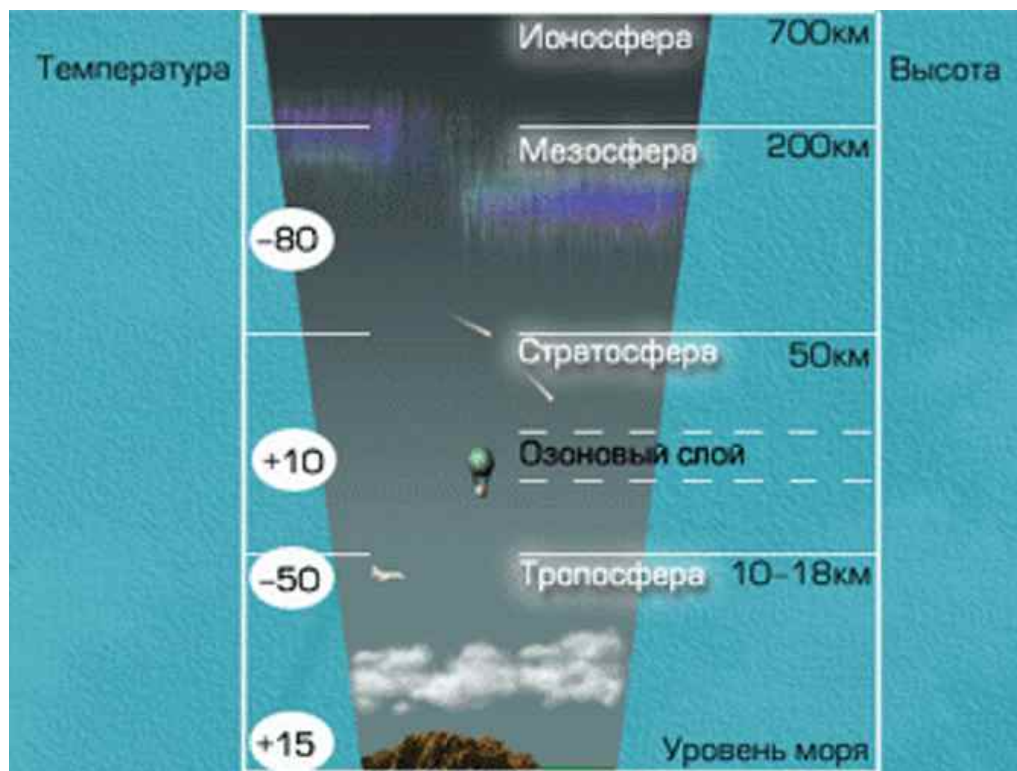 Ионосфера 700км
Температура
Высота
Мезосфера 200км
-80
Стратосфера 50км
+10
Озоновый слой
-50
Тропосфера 10-18км
+15
Уровень моря